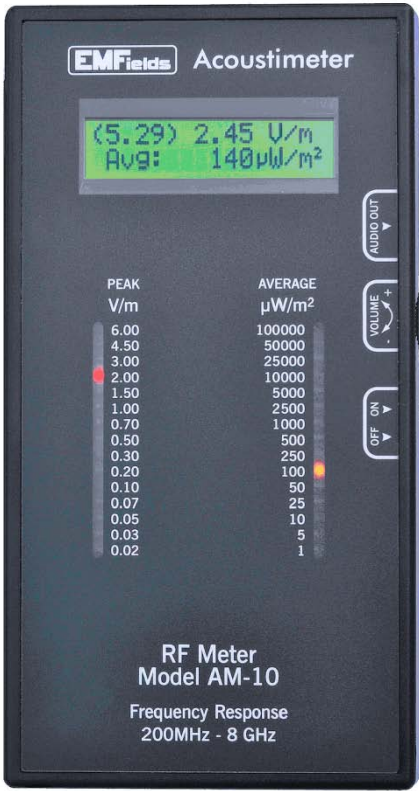 EMFields Acoustimeter
(5.29) 2.45 V/m
Avg: 140µW/m²
AUDIO OUT
VOLUME
- +
OFF ON
PEAK AVERAGE
V/m µW/m²
6.00 100000
4.50 50000
3.00 25000
2.00 10000
1.50 5000
1.00 2500
0.70 1000
0.50 500
0.30 250
0.20 100
0.10 50
0.07 25
0.05 10
0.03 5
0.02 1
RF Meter
Model AM-10
Frequency Response
200MHz - 8 GHz